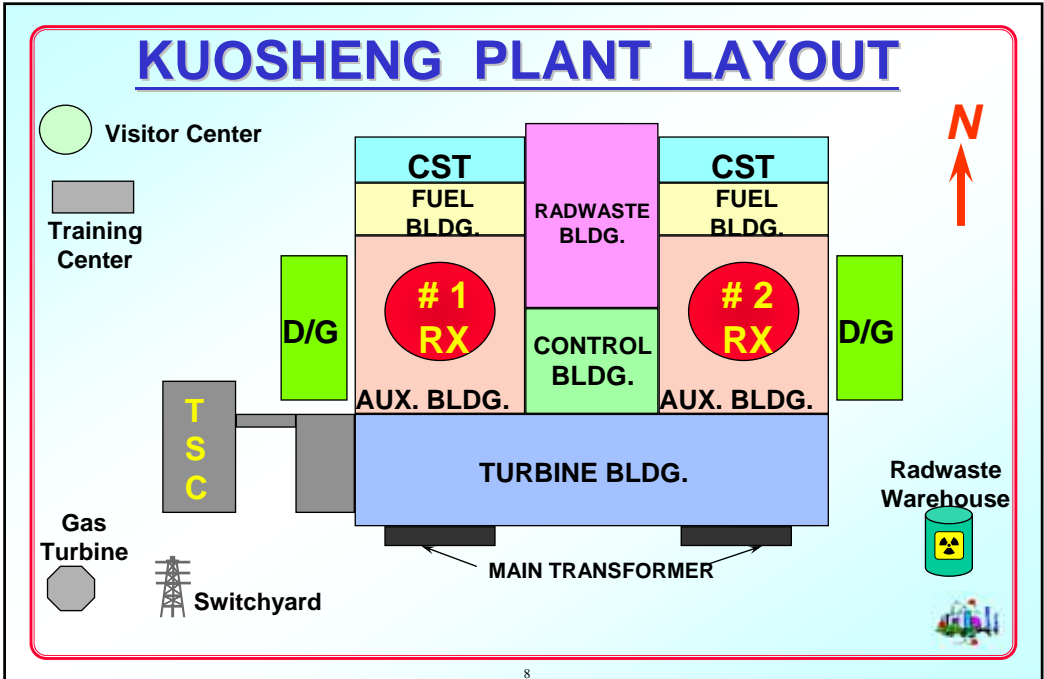 KUOSHENG PLANT LAYOUT
Visitor Center
N
CST
CST
FUEL
BLDG.
RADWASTE
BLDG.
FUEL
BLDG.
Training
Center
# 1
RX
# 2
RX
D/G
D/G
CONTROL
BLDG.
AUX. BLDG.
AUX. BLDG.
T
S
C
TURBINE BLDG.
Radwaste
Warehouse
Gas
Turbine
MAIN TRANSFORMER
Switchyard
8